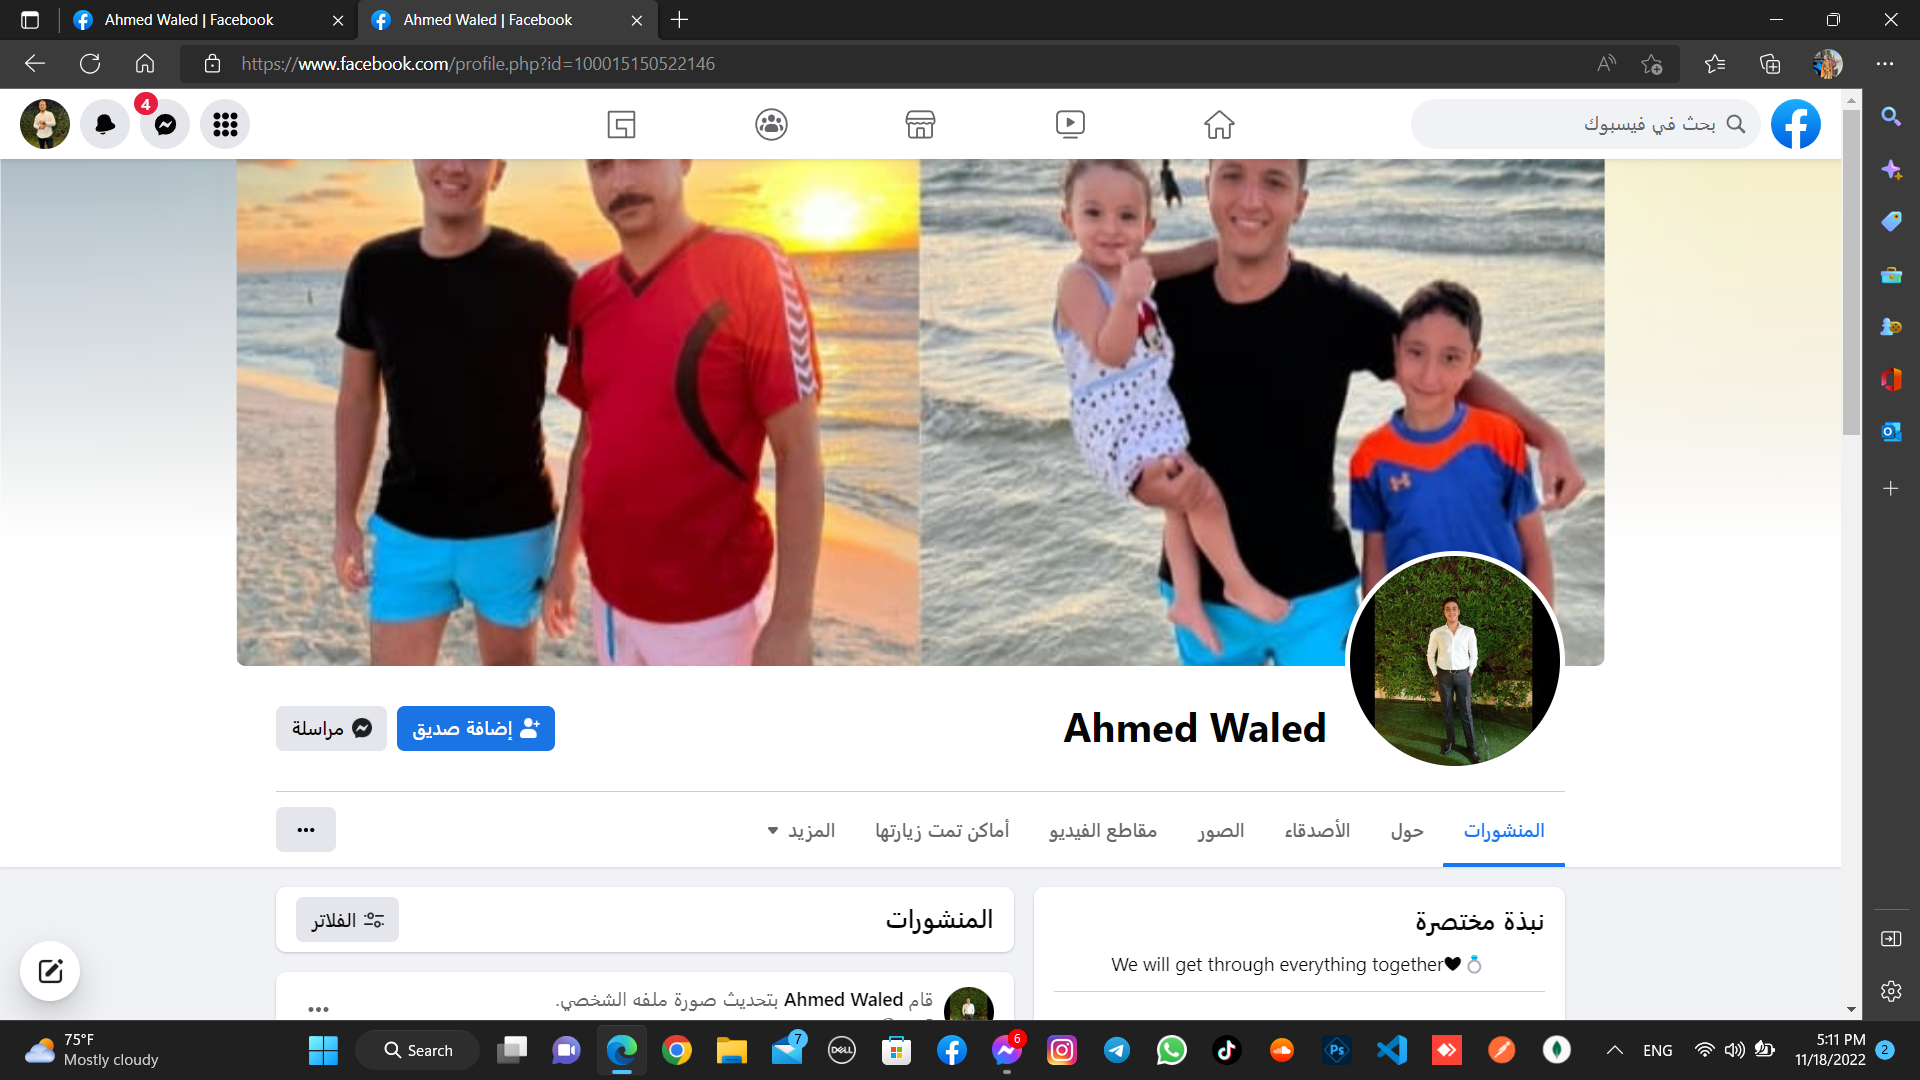 Ahmed Waled | Facebook
Ahmed Waled | Facebook
https://www.facebook.com/profile.php?id=100015150522146
4
بحث في فيسبوك
Ahmed Waled
إضافة صديق
مراسلة
المنشورات
حول
الأصدقاء
الصور
مقاطع الفيديو
أماكن تمت زيارتها
المزيد
نبذة مختصرة
We will get through everything together🖤💍
المنشورات
الفلاتر
قام Ahmed Waled بتحديث صورة ملفه الشخصي.
75°F
Mostly cloudy
Search
7
DELL
6
Ps
ENG
5:11 PM
11/18/2022
2